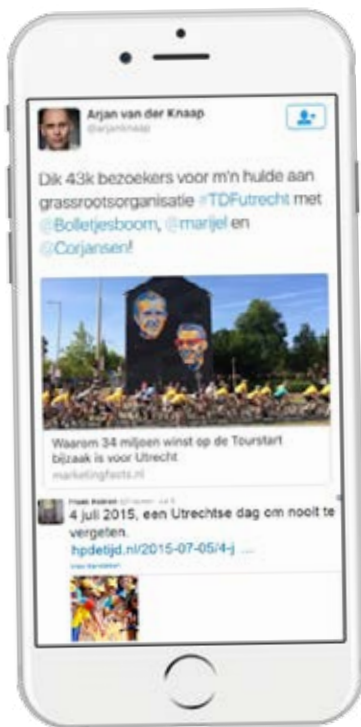 Arjan van der Knaap
@arjanknaap
Dik 43k bezoekers voor m'n hulde aan
grassrootsorganisatie #TDFutrecht met
@Bolletjesboom, @marijel en
@Corjansen!
Waarom 34 miljoen winst op de Tourstart
bijzaak is voor Utrecht
marketingfacts.nl
4 juli 2015, een Utrechtse dag om nooit te
vergeten.
hpdetijd.nl/2015-07-05/4-j ...